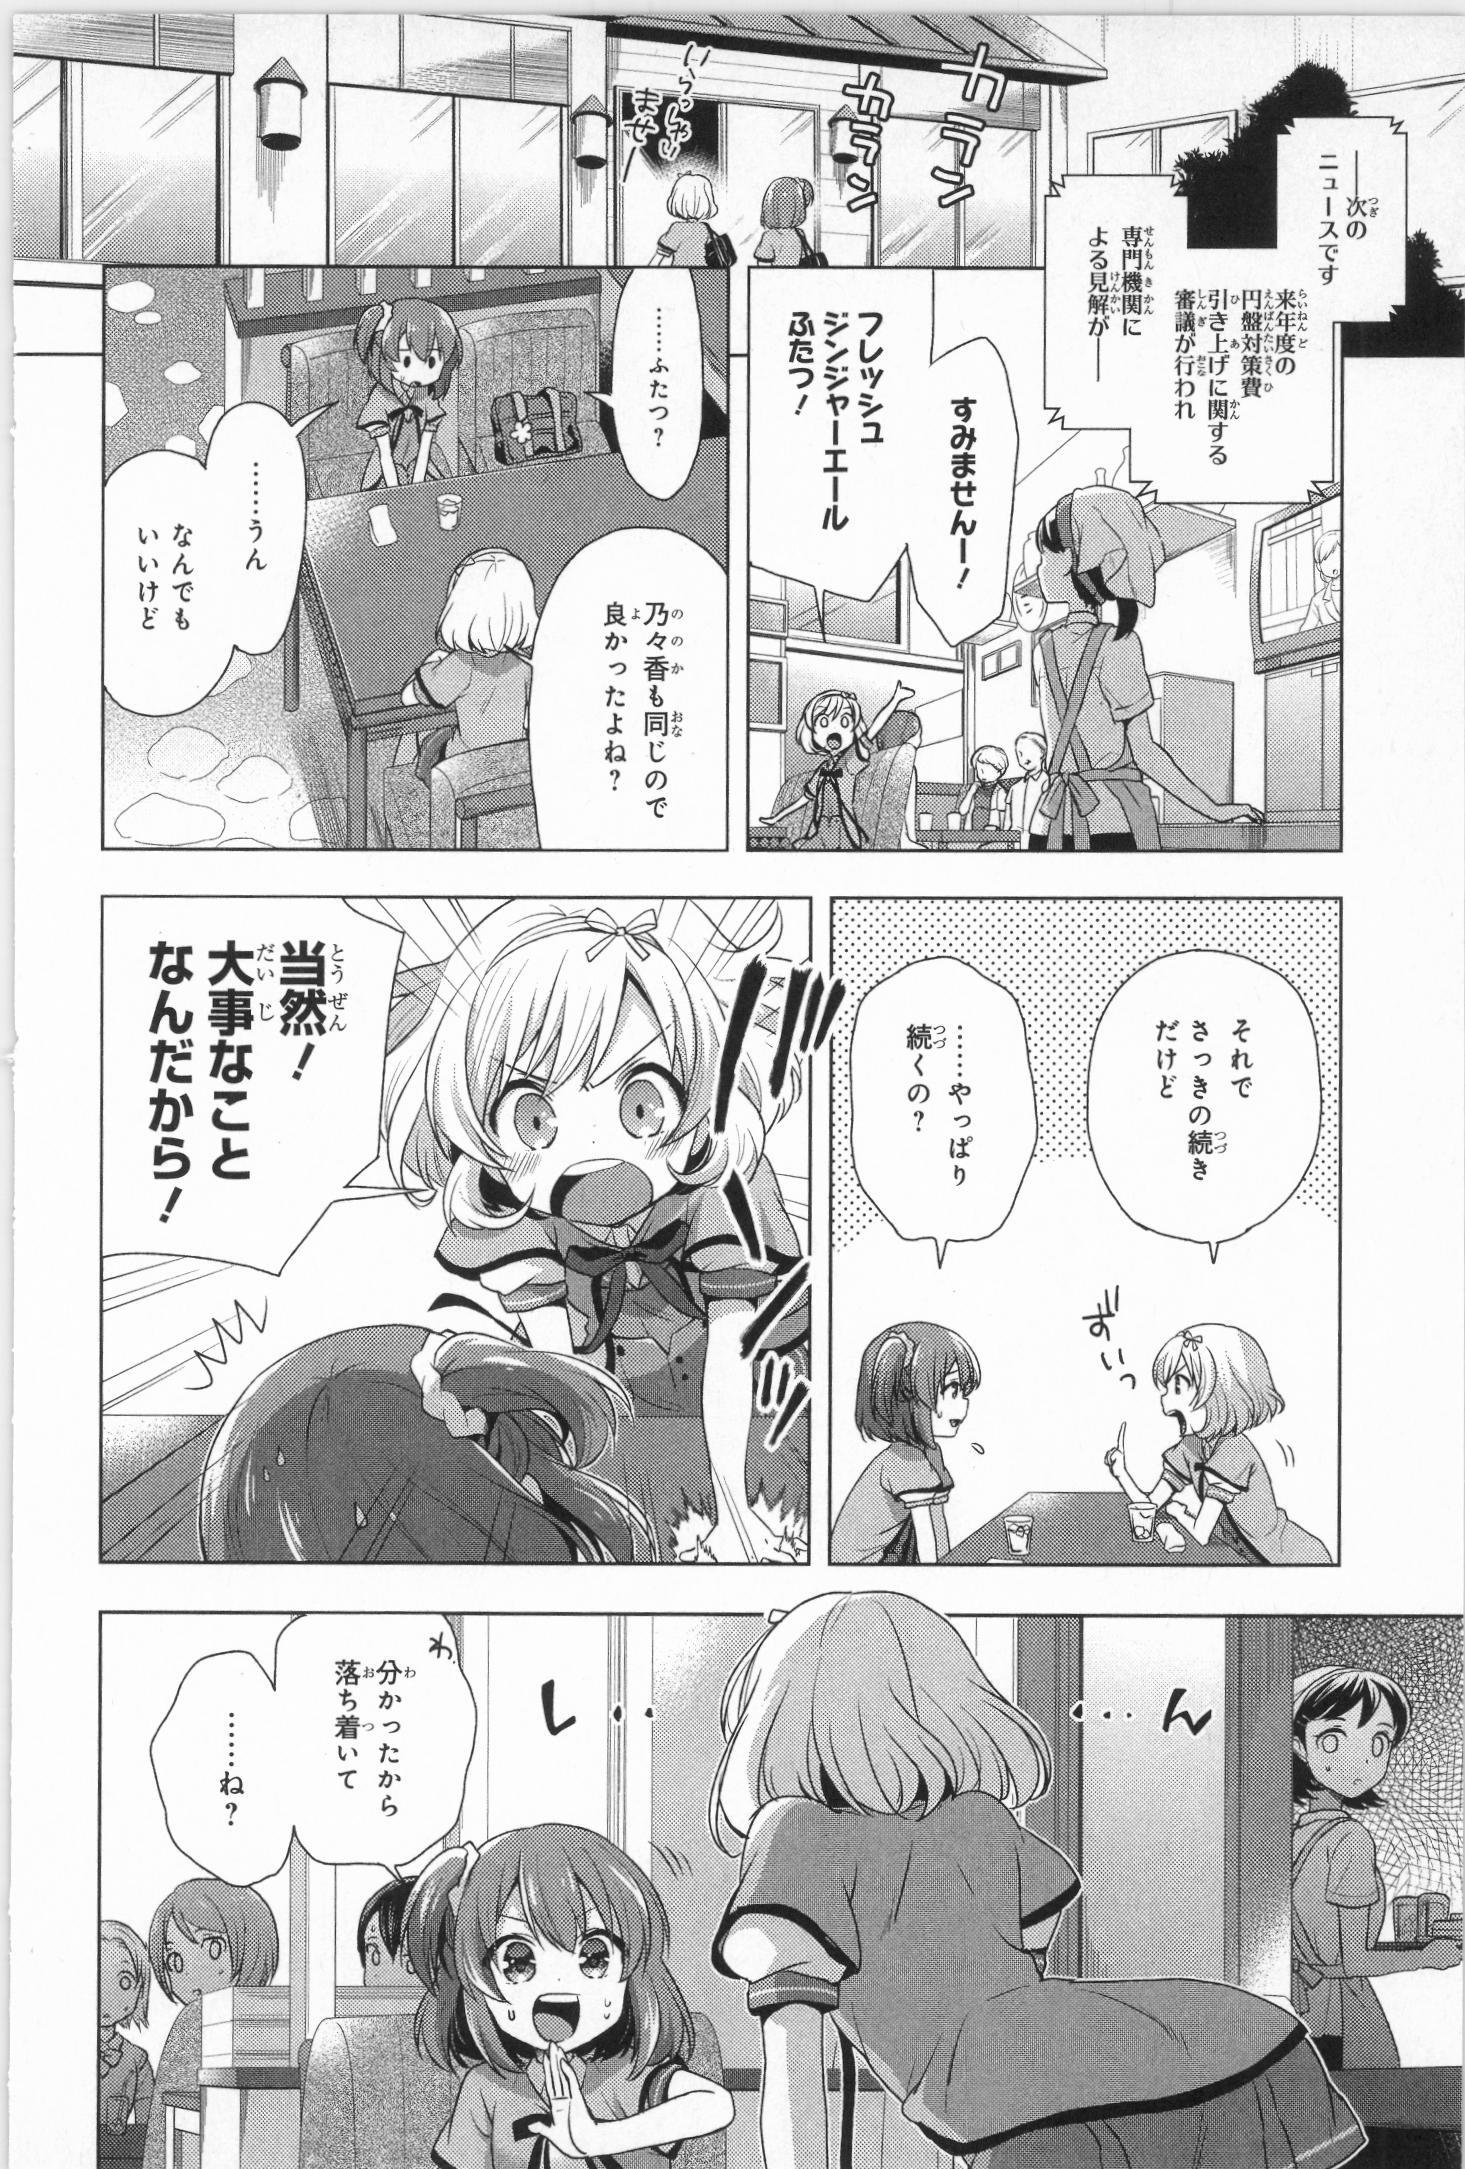 カラン
カラン
いらっしゃい
ませー
――次の
ニュースです
来年度の
円盤対策費
引き上げに関する
審議が行われ
専門機関に
よる見解が――
すみませんー！
フレッシュ
ジンジャーエール
ふたつ！
……ふたつ？
乃々香も同じので
良かったよね？
……うん
なんでも
いいけど
それで
さっきの続き
だけど
ずいっ
……やっぱり
続くの？
当然！
大事なこと
なんだから！
ん…
…し
わ
分かったから
落ち着いて
……ね？